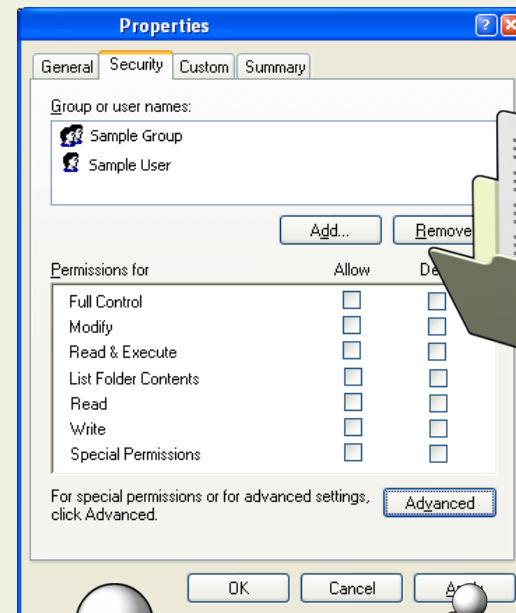 Properties
General Security Custom Summary
Group or user names:
Sample Group
Sample User
Add... Remove
Permissions for Allow
Full Control
Modify
Read & Execute
List Folder Contents
Read
Write
Special Permissions
For special permissions or for advanced settings,
click Advanced.
Advanced
OK Cancel